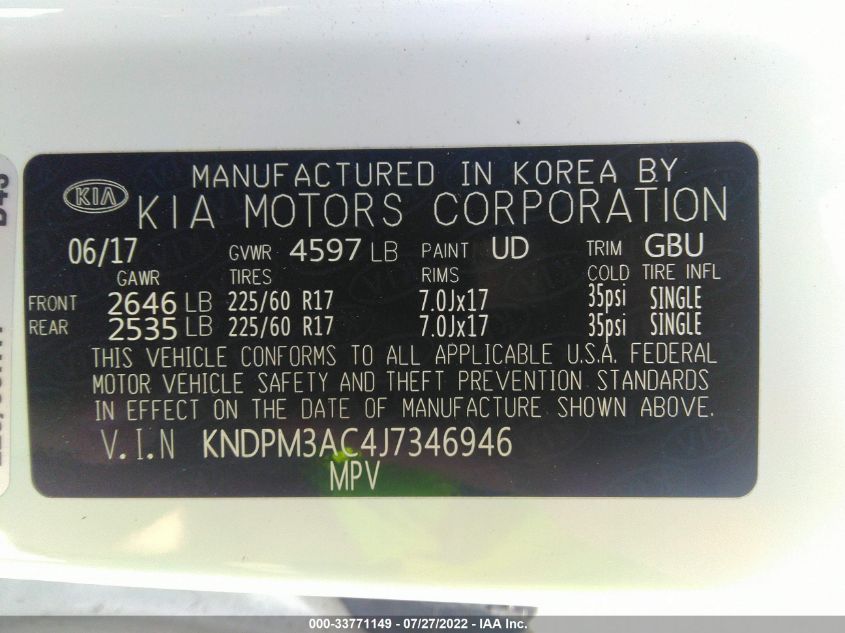 MANUFACTURED IN KOREA BY
KIA KIA MOTORS CORPORATION
06/17 GVWR 4597 LB PAINT UD TRIM GBU
GAWR TIRES RIMS COLD TIRE INFL
FRONT 2646 LB 225/60 R17 7.0Jx17 35psi SINGLE
REAR 2535 LB 225/60 R17 7.0Jx17 35psi SINGLE
THIS VEHICLE CONFORMS TO ALL APPLICABLE U.S.A. FEDERAL
MOTOR VEHICLE SAFETY AND THEFT PREVENTION STANDARDS
IN EFFECT ON THE DATE OF MANUFACTURE SHOWN ABOVE.
V.I.N KNDPM3AC4J7346946
MPV
000-33771149 / 07/27/2022 / IAAI.com